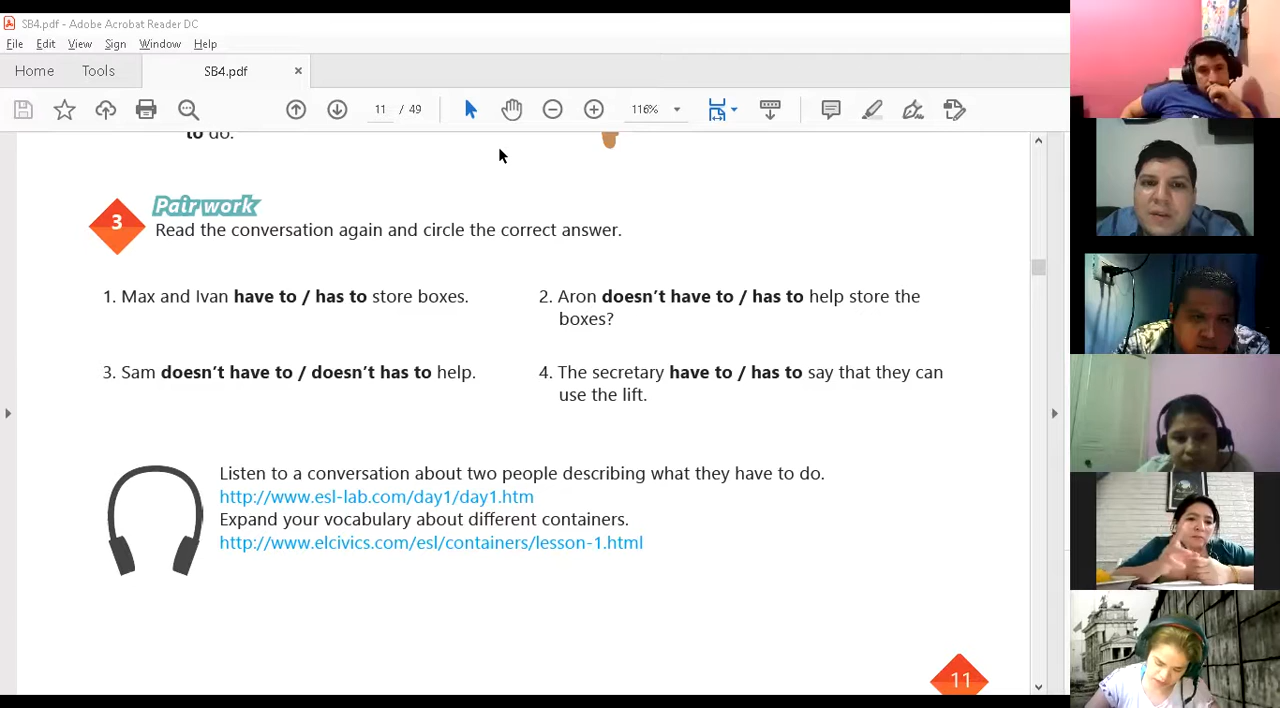 SB4.pdf - Adobe Acrobat Reader DC
File Edit View Sign Window Help
Home Tools SB4.pdf ×
11 / 49 116%
to do.
3 Pair work
Read the conversation again and circle the correct answer.
1. Max and Ivan have to / has to store boxes.
2. Aron doesn't have to / has to help store the
boxes?
3. Sam doesn't have to / doesn't has to help.
4. The secretary have to / has to say that they can
use the lift.
Listen to a conversation about two people describing what they have to do.
http://www.esl-lab.com/day1/day1.htm
Expand your vocabulary about different containers.
http://www.elcivics.com/esl/containers/lesson-1.html
11